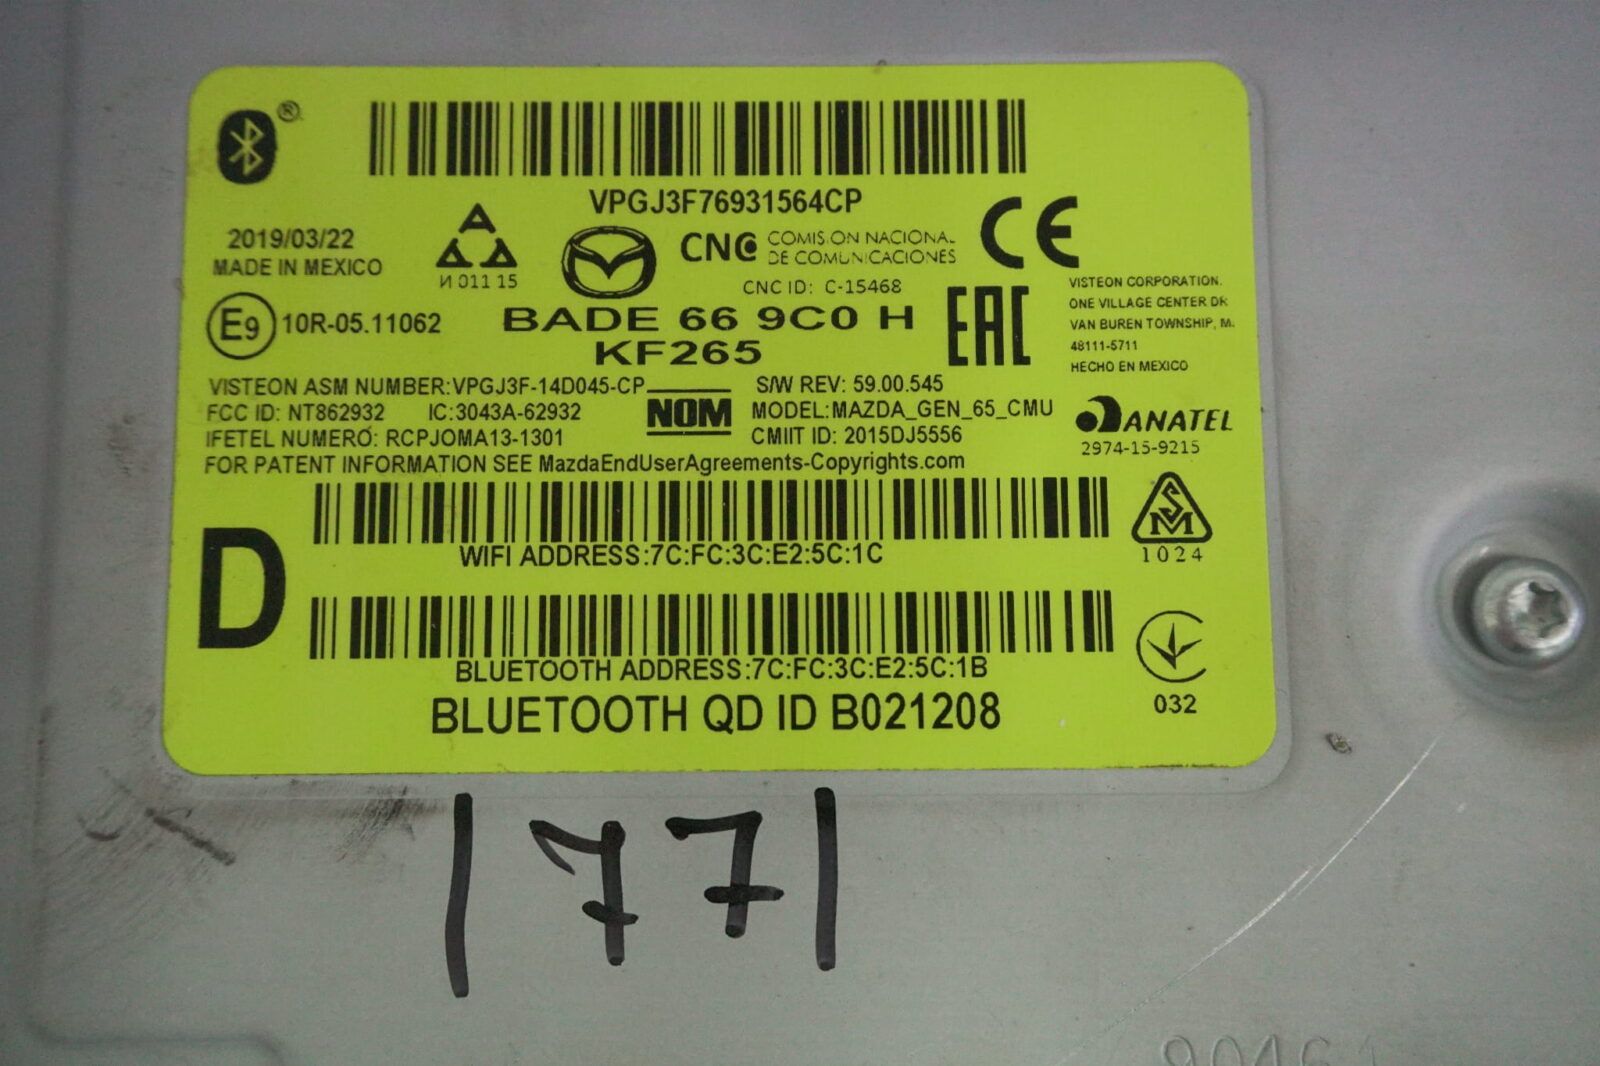 ®
VPGJ3F76931564CP
2019/03/22
MADE IN MEXICO
И 011 15
CNC COMISION NACIONAL
DE COMUNICACIONES
CNC ID: C-15468
CE
E9 10R-05.11062
BADE 66 9C0 H
KF265
EAC
VISTEON CORPORATION.
ONE VILLAGE CENTER DR
VAN BUREN TOWNSHIP, M.
48111-5711
HECHO EN MEXICO
VISTEON ASM NUMBER:VPGJ3F-14D045-CP
FCC ID: NT862932 IC:3043A-62932
IFETEL NUMERO: RCPJOMA13-1301
NOM
S/W REV: 59.00.545
MODEL:MAZDA_GEN_65_CMU
CMIIT ID: 2015DJ5556
ANATEL
2974-15-9215
FOR PATENT INFORMATION SEE MazdaEndUserAgreements-Copyrights.com
WIFI ADDRESS:7C:FC:3C:E2:5C:1C
SM
1024
D
BLUETOOTH ADDRESS:7C:FC:3C:E2:5C:1B
BLUETOOTH QD ID B021208
032
1771